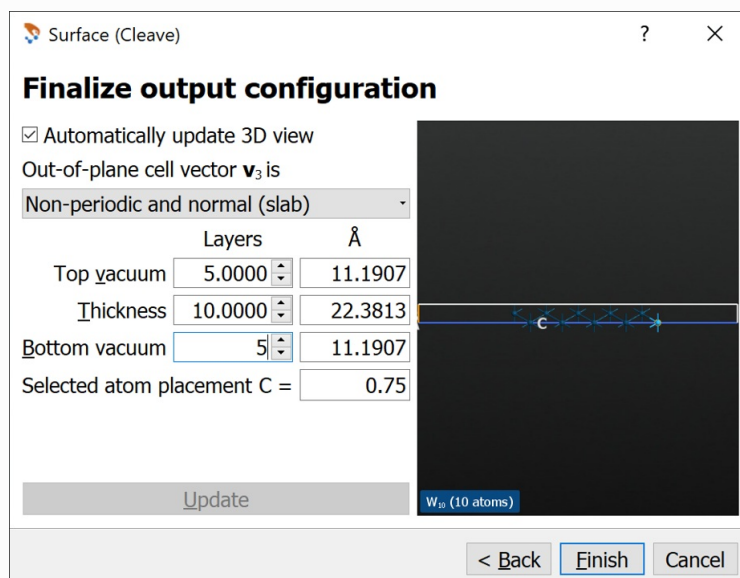 Surface (Cleave)
?
Finalize output configuration
Automatically update 3D view
Out-of-plane cell vector v₃ is
Non-periodic and normal (slab)
Layers Å
Top vacuum 5.0000 11.1907
Thickness 10.0000 22.3813
Bottom vacuum 5 11.1907
Selected atom placement C = 0.75
C
Update
W₁₀ (10 atoms)
< Back Finish Cancel